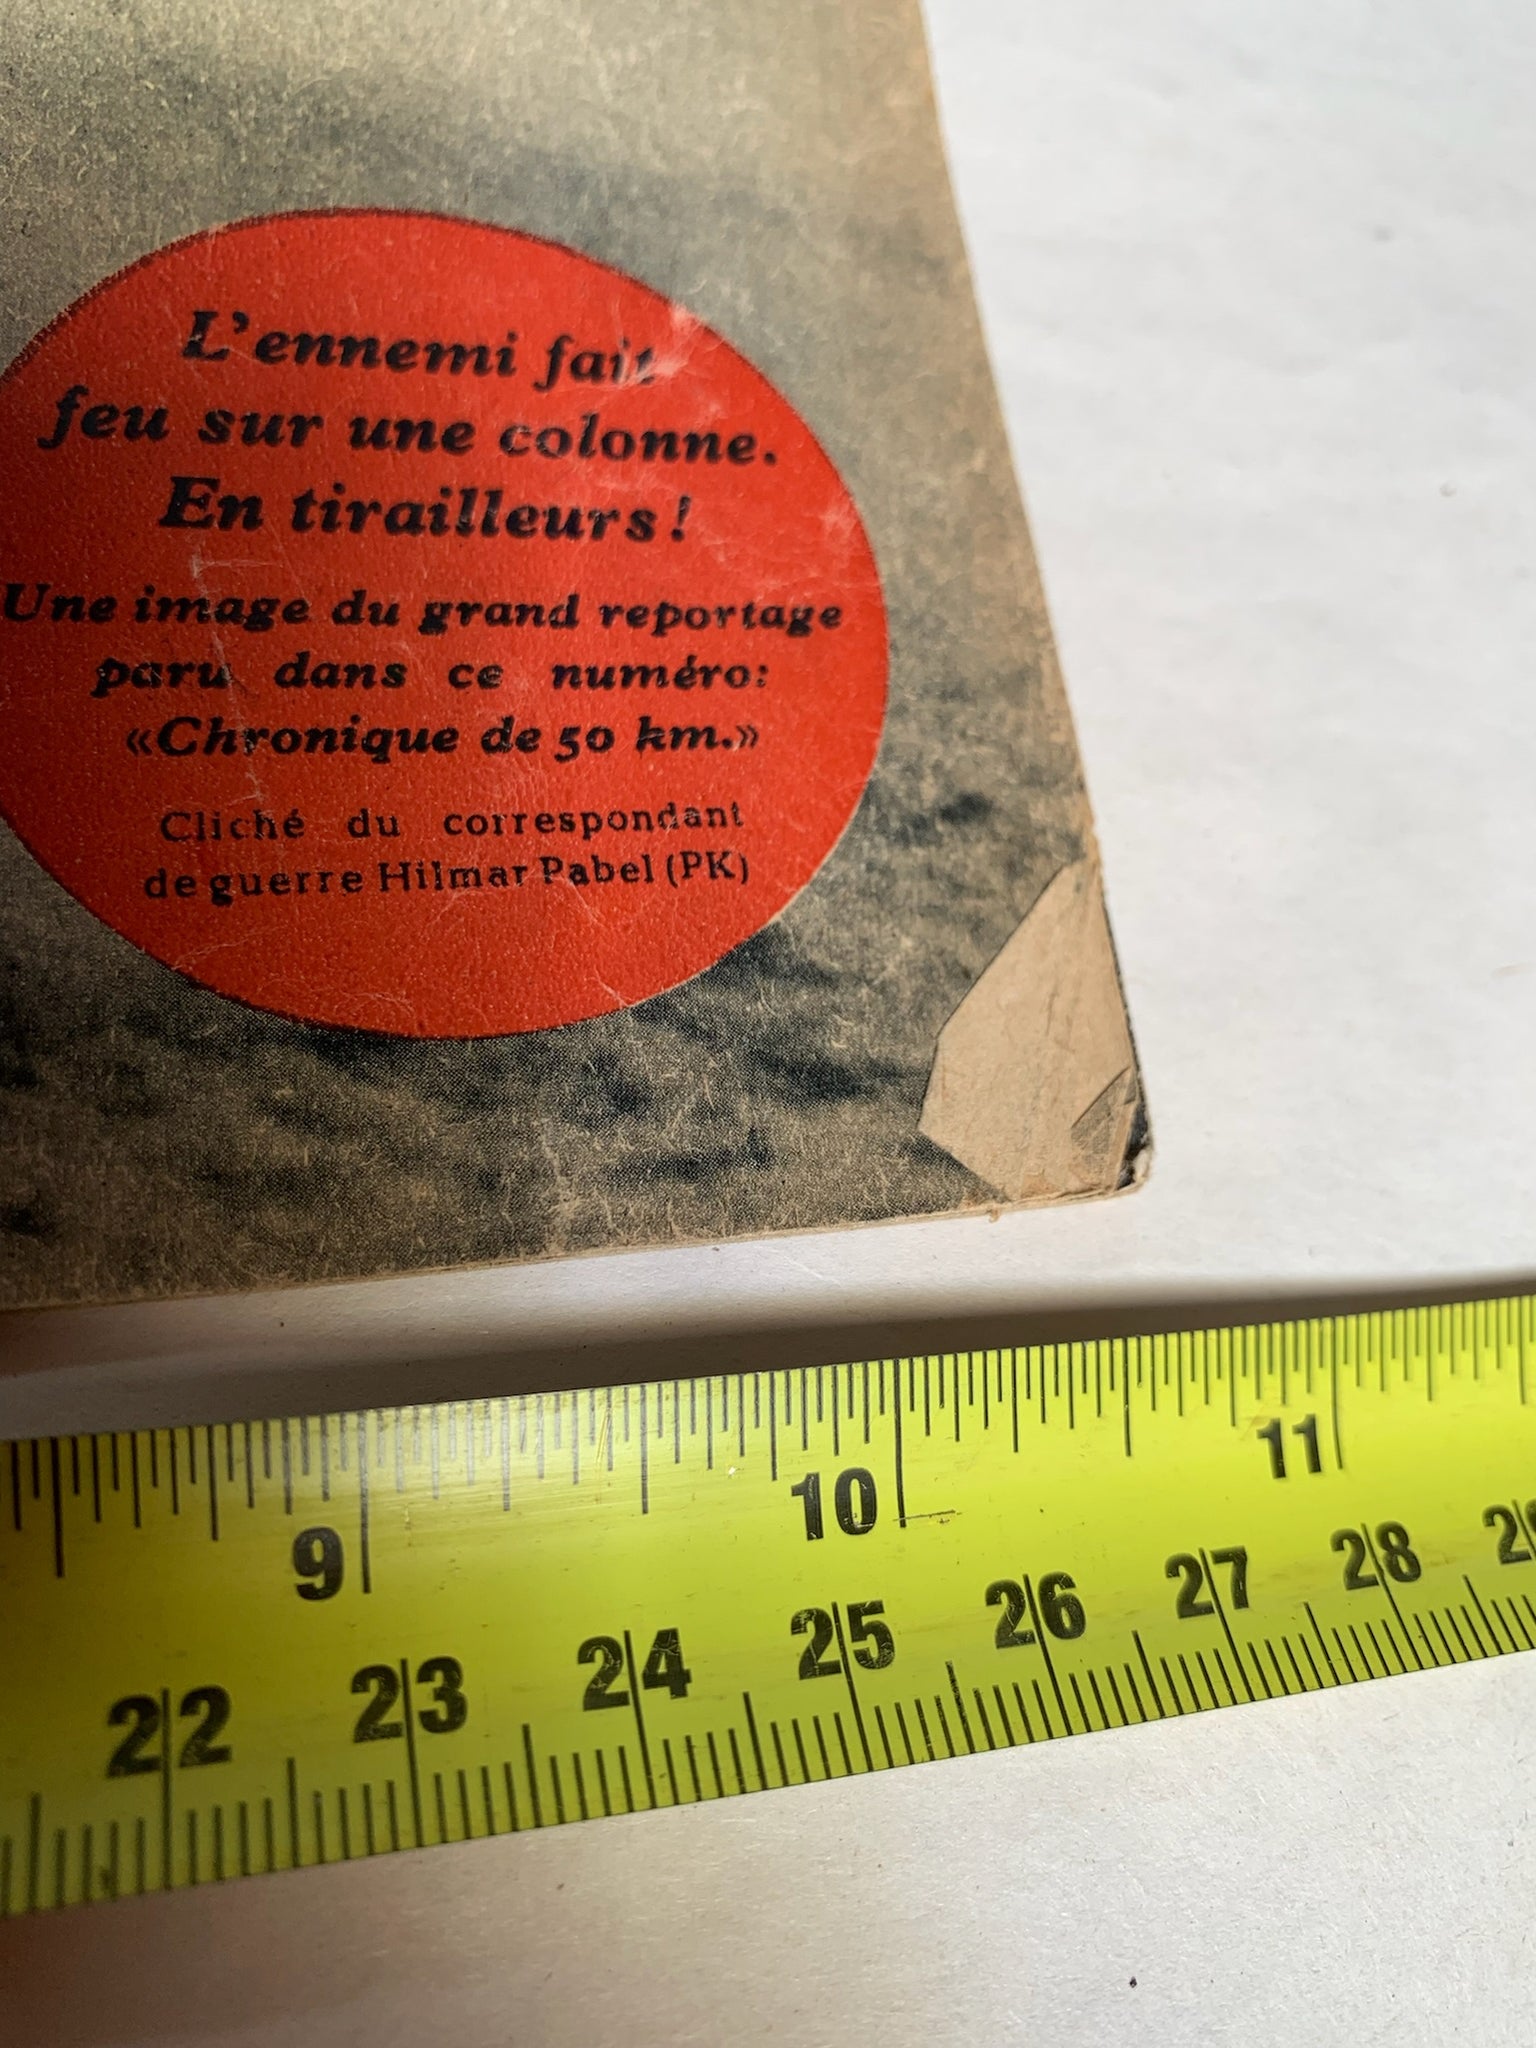 L'ennemi fait
feu sur une colonne.
En tirailleurs!
Une image du grand reportage
paru dans ce numéro:
«Chronique de 50 km.»
Cliché du correspondant
de guerre Hilmar Pabel (PK)
9 10 11
22 23 24 25 26 27 28